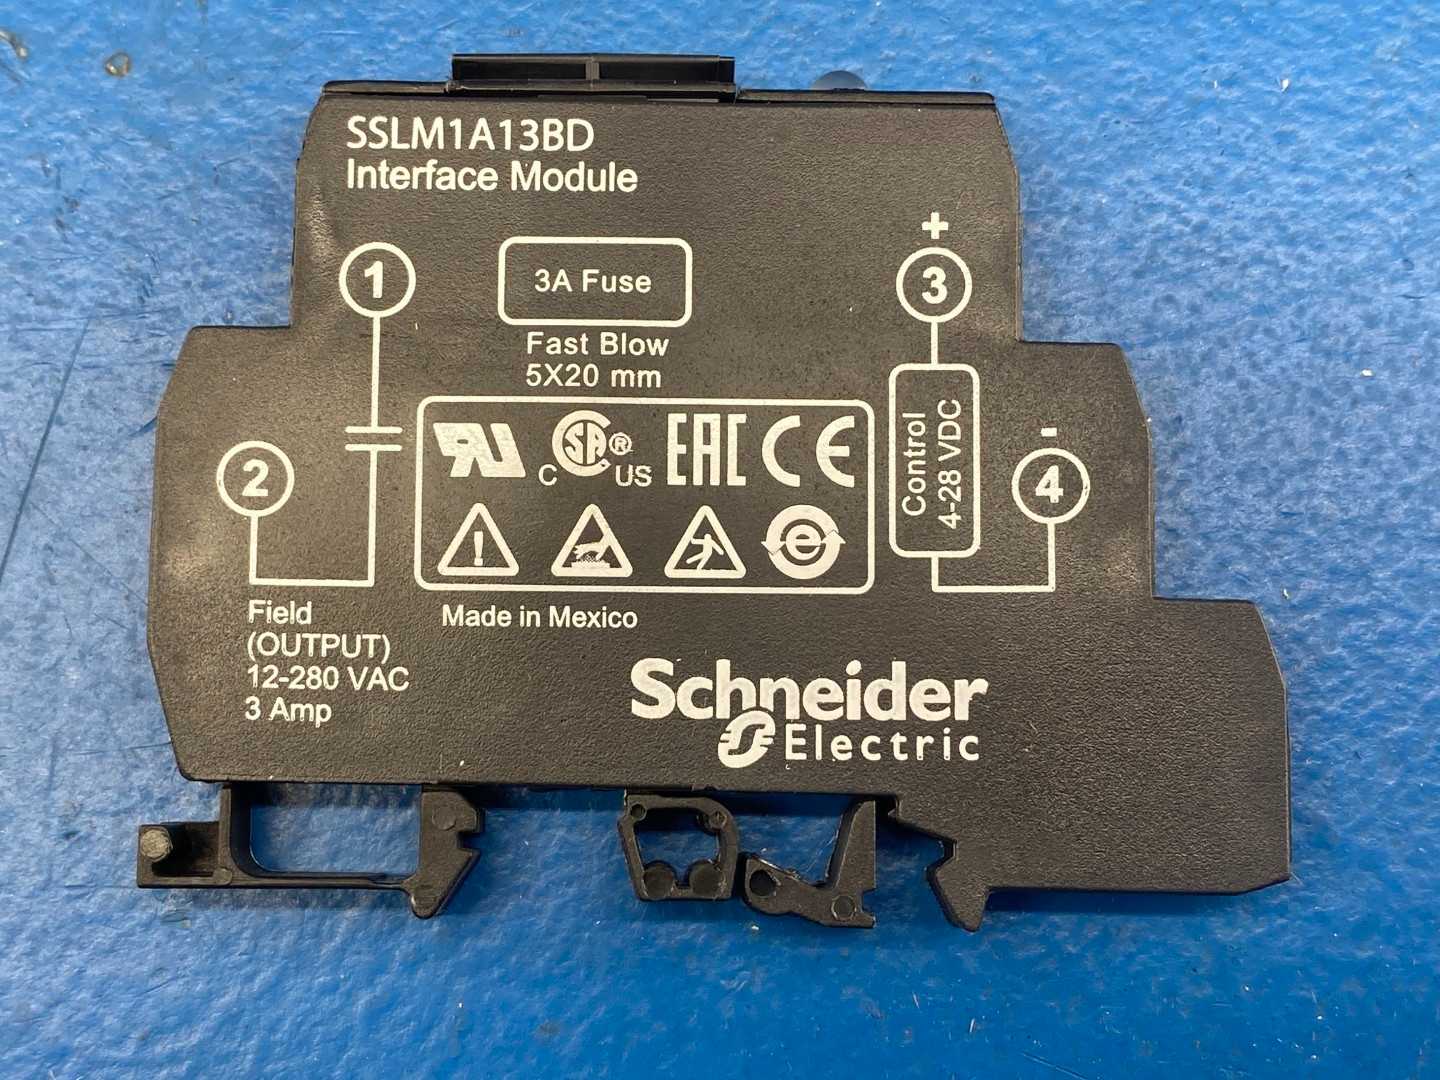 SSLM1A13BD
Interface Module
1
3A Fuse
Fast Blow
5X20 mm
+
3
2
Control
4-28 VDC
-
4
C SA ® US EAC CE
! e
Field
(OUTPUT)
12-280 VAC
3 Amp
Made in Mexico
Schneider
Electric